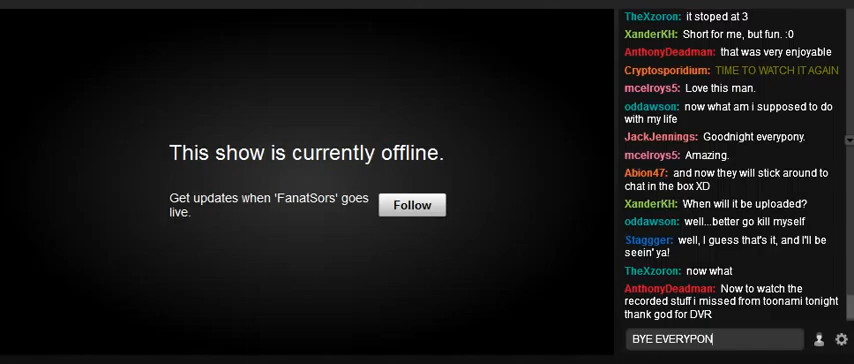 This show is currently offline.
Get updates when 'FanatSors' goes
live.
Follow
TheXzoron: it stoped at 3
XanderKH: Short for me, but fun. :0
AnthonyDeadman: that was very enjoyable
Cryptosporidium: TIME TO WATCH IT AGAIN
mcelroys5: Love this man.
oddawson: now what am i supposed to do
with my life
JackJennings: Goodnight everypony.
mcelroys5: Amazing.
Abion47: and now they will stick around to
chat in the box XD
XanderKH: When will it be uploaded?
oddawson: well...better go kill myself
Staggger: well, I guess that's it, and I'll be
seein' ya!
TheXzoron: now what
AnthonyDeadman: Now to watch the
recorded stuff i missed from toonami tonight
thank god for DVR
BYE EVERYPON